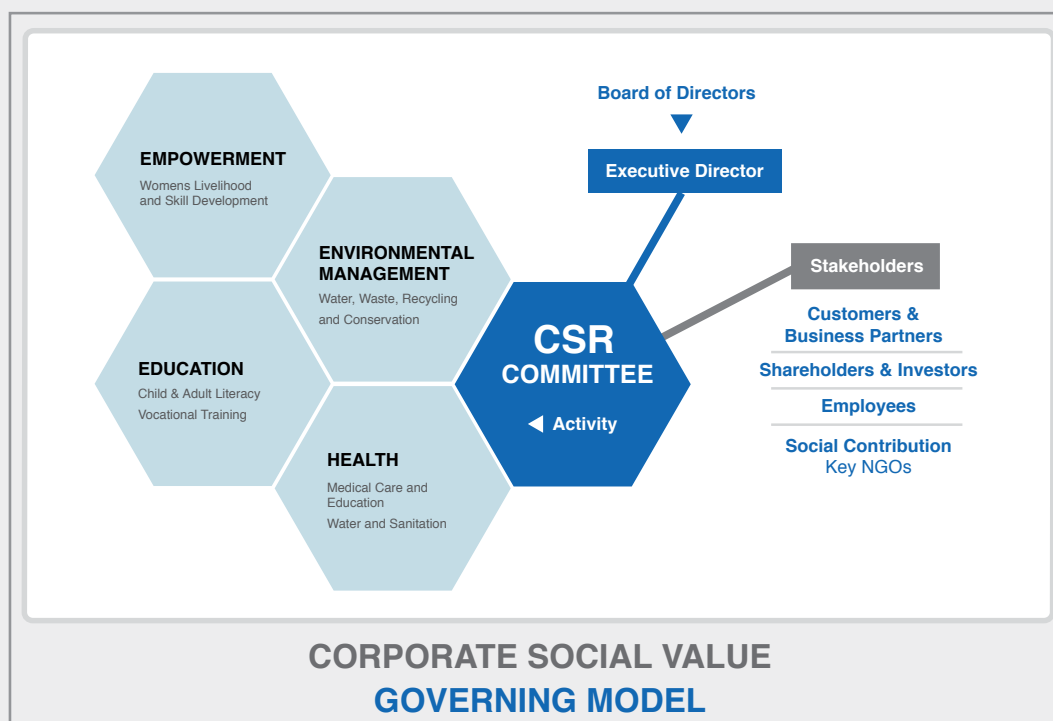 EMPOWERMENT
Womens Livelihood
and Skill Development
ENVIRONMENTAL
MANAGEMENT
Water, Waste, Recycling
and Conservation
EDUCATION
Child & Adult Literacy
Vocational Training
HEALTH
Medical Care and
Education
Water and Sanitation
Board of Directors
Executive Director
CSR
COMMITTEE
Activity
Stakeholders
Customers &
Business Partners
Shareholders & Investors
Employees
Social Contribution
Key NGOs
CORPORATE SOCIAL VALUE
GOVERNING MODEL